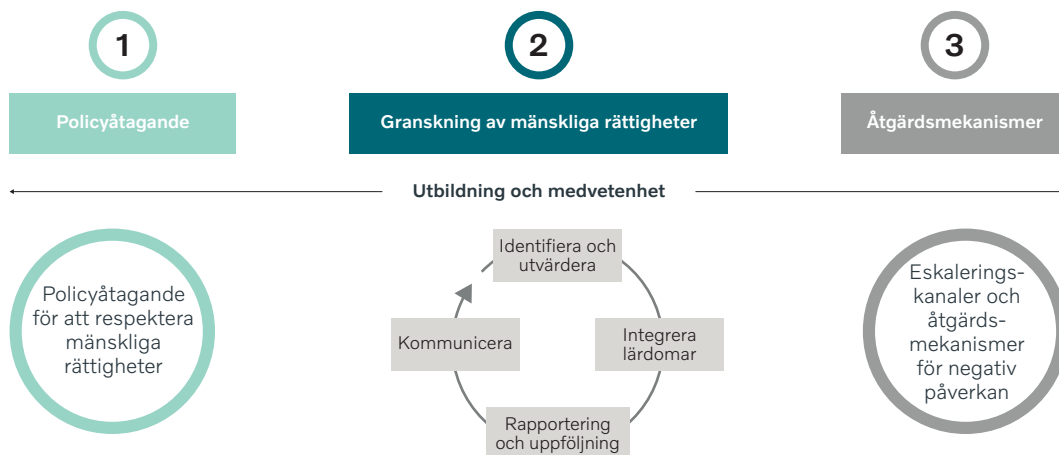 1
2
3
Policyåtagande
Granskning av mänskliga rättigheter
Åtgärdsmekanismer
Utbildning och medvetenhet
Policyåtagande
för att respektera
mänskliga
rättigheter
Identifiera och
utvärdera
Integrera
lärdomar
Rapportering
och uppföljning
Kommunicera
Eskalerings-
kanaler och
åtgärds-
mekanismer
för negativ
påverkan